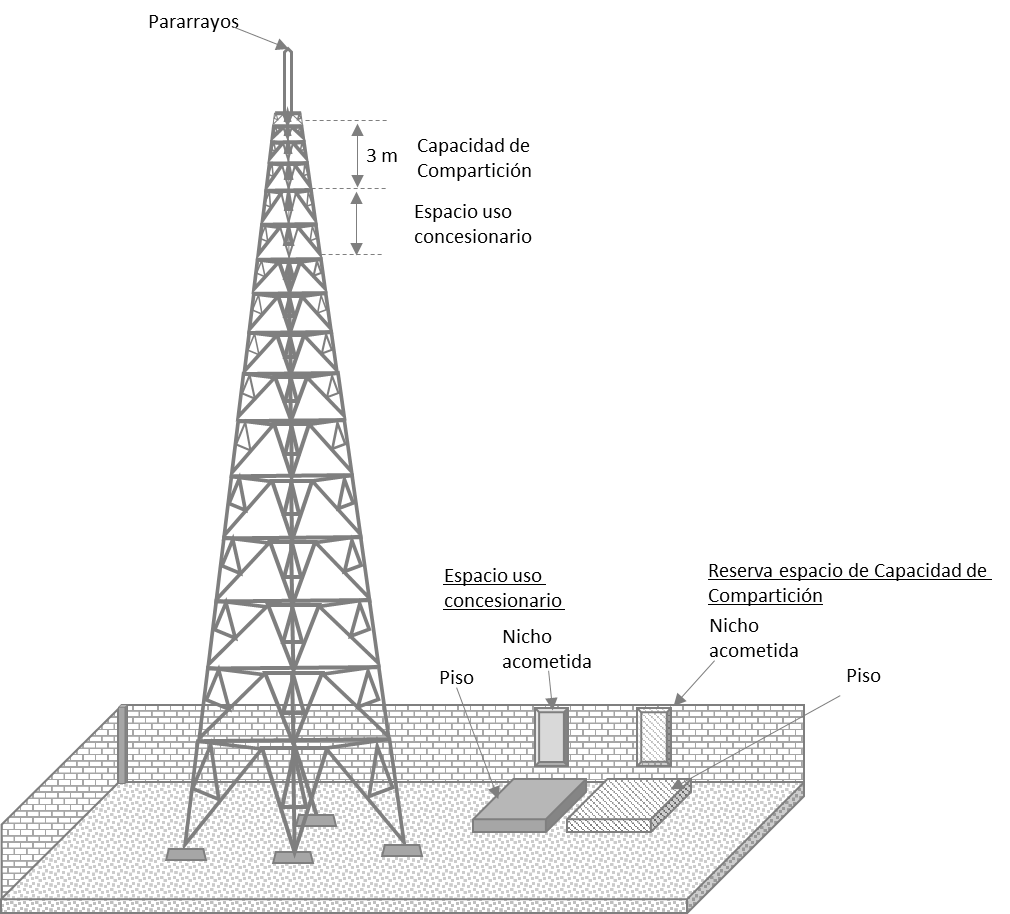 Pararrayos
3 m
Capacidad de
Compartición
Espacio uso
concesionario
Espacio uso
concesionario
Nicho
acometida
Piso
Reserva espacio de Capacidad de
Compartición
Nicho
acometida
Piso